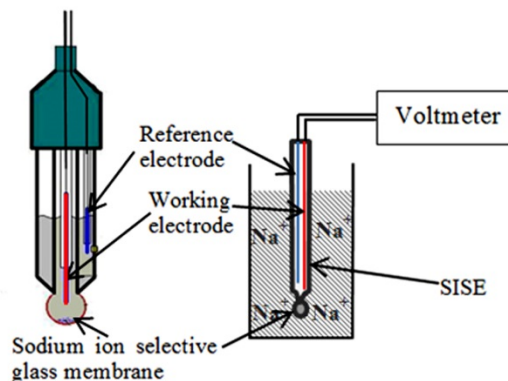 Voltmeter
Reference
electrode
Working
electrode
Na+
Na+
SISE
Na+
Na+
Sodium ion selective
glass membrane